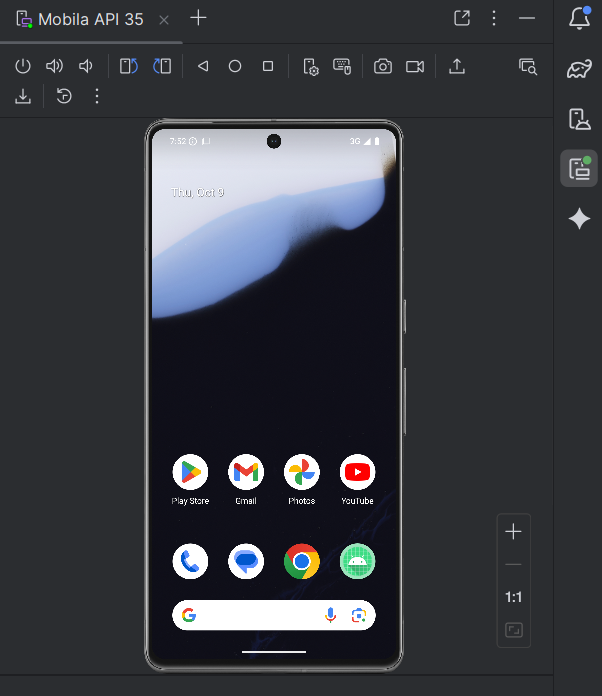 Mobila API 35
7:52
3G
Thu, Oct 9
Play Store
Gmail
Photos
YouTube
1:1